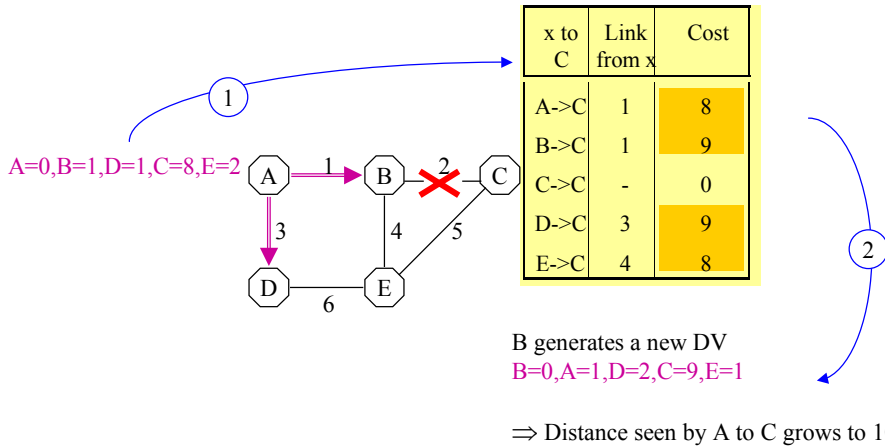 x to C Link from x Cost
1
A->C 1 8
A=0,B=1,D=1,C=8,E=2
B->C 1 9
C->C - 0
D->C 3 9
E->C 4 8
A 1 B 2 C
3 4 5
D 6 E
2
B generates a new DV
B=0,A=1,D=2,C=9,E=1
⇒ Distance seen by A to C grows to 1